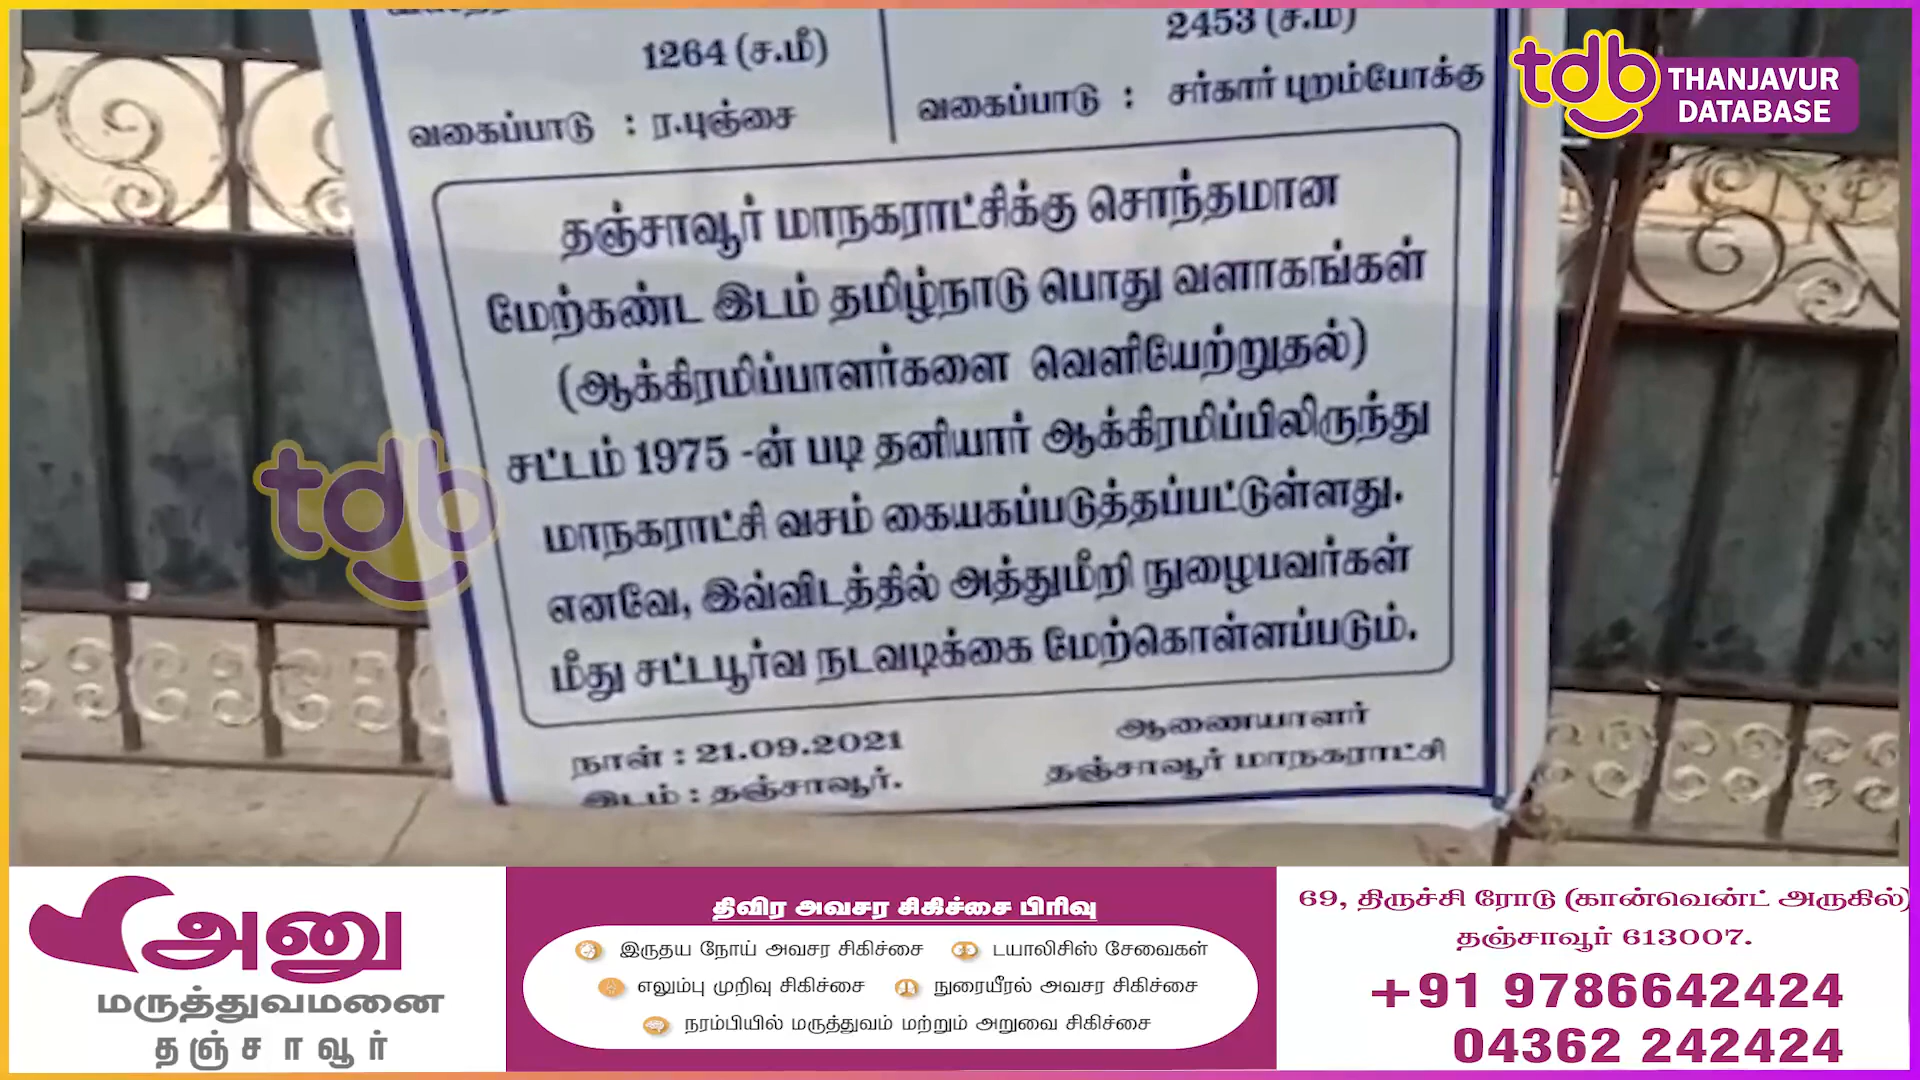 1264 (ச.மீ)
2453 (ச.மீ)
வகைப்பாடு : ர.புஞ்சை
வகைப்பாடு : சர்கார் புறம்போக்கு
தஞ்சாவூர் மாநகராட்சிக்கு சொந்தமான
மேற்கண்ட இடம் தமிழ்நாடு பொது வளாகங்கள்
(ஆக்கிரமிப்பாளர்களை வெளியேற்றுதல்)
சட்டம் 1975 -ன் படி தனியார் ஆக்கிரமிப்பிலிருந்து
மாநகராட்சி வசம் கையகப்படுத்தப்பட்டுள்ளது.
எனவே, இவ்விடத்தில் அத்துமீறி நுழைபவர்கள்
மீது சட்டபூர்வ நடவடிக்கை மேற்கொள்ளப்படும்.
நாள் : 21.09.2021
இடம் : தஞ்சாவூர்.
ஆணையாளர்
தஞ்சாவூர் மாநகராட்சி
tdb THANJAVUR
DATABASE
tdb
அனு
மருத்துவமனை
தஞ்சாவூர்
திவிர அவசர சிகிச்சை பிரிவு
இருதய நோய் அவசர சிகிச்சை டயாலிசிஸ் சேவைகள்
எலும்பு முறிவு சிகிச்சை நுரையீரல் அவசர சிகிச்சை
நரம்பியில் மருத்துவம் மற்றும் அறுவை சிகிச்சை
69, திருச்சி ரோடு (கான்வென்ட் அருகில்)
தஞ்சாவூர் 613007.
+91 9786642424
04362 242424